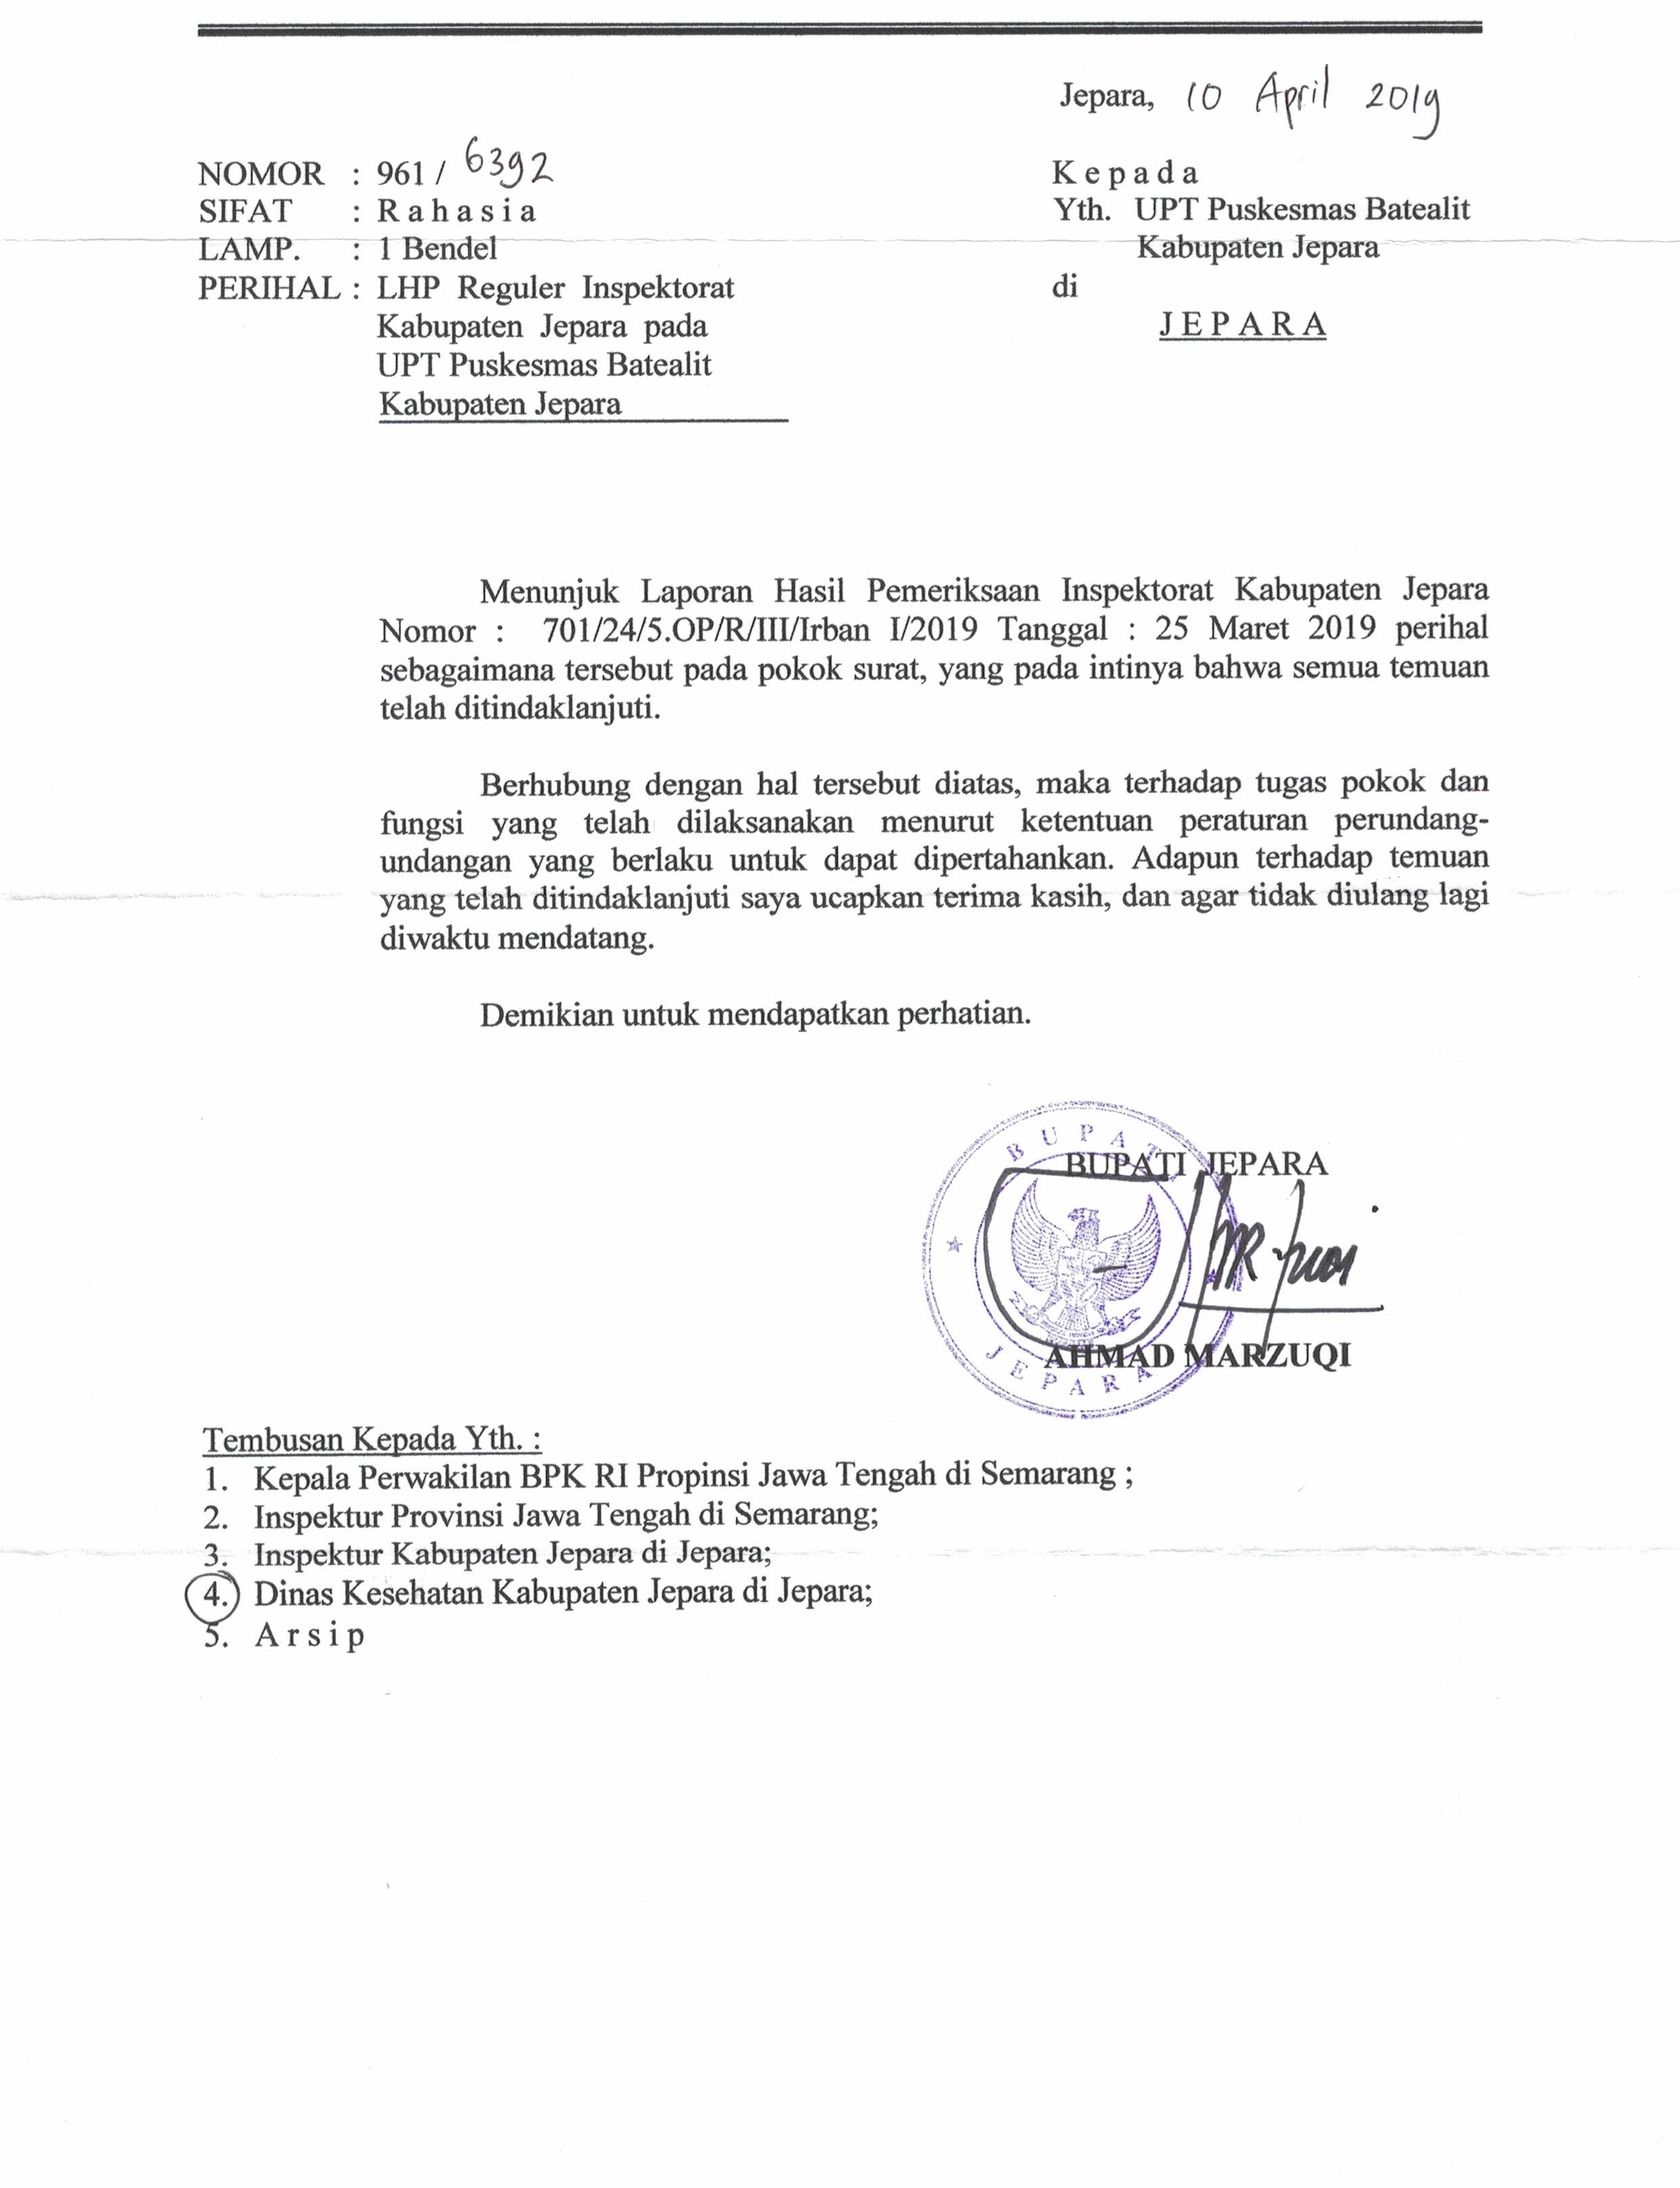 Jepara, 10 April 2019
NOMOR : 961 / 6392
SIFAT : R a h a s i a
LAMP. : 1 Bendel
PERIHAL : LHP Reguler Inspektorat
Kabupaten Jepara pada
UPT Puskesmas Batealit
Kabupaten Jepara
K e p a d a
Yth. UPT Puskesmas Batealit
Kabupaten Jepara
di
J E P A R A
Menunjuk Laporan Hasil Pemeriksaan Inspektorat Kabupaten Jepara
Nomor : 701/24/5.OP/R/III/Irban I/2019 Tanggal : 25 Maret 2019 perihal
sebagaimana tersebut pada pokok surat, yang pada intinya bahwa semua temuan
telah ditindaklanjuti.
Berhubung dengan hal tersebut diatas, maka terhadap tugas pokok dan
fungsi yang telah dilaksanakan menurut ketentuan peraturan perundang-
undangan yang berlaku untuk dapat dipertahankan. Adapun terhadap temuan
yang telah ditindaklanjuti saya ucapkan terima kasih, dan agar tidak diulang lagi
diwaktu mendatang.
Demikian untuk mendapatkan perhatian.
BUPATI JEPARA
BUPATI
JEPARA
AHMAD MARZUQI
Tembusan Kepada Yth. :
1. Kepala Perwakilan BPK RI Propinsi Jawa Tengah di Semarang ;
2. Inspektur Provinsi Jawa Tengah di Semarang;
3. Inspektur Kabupaten Jepara di Jepara;
4. Dinas Kesehatan Kabupaten Jepara di Jepara;
5. A r s i p